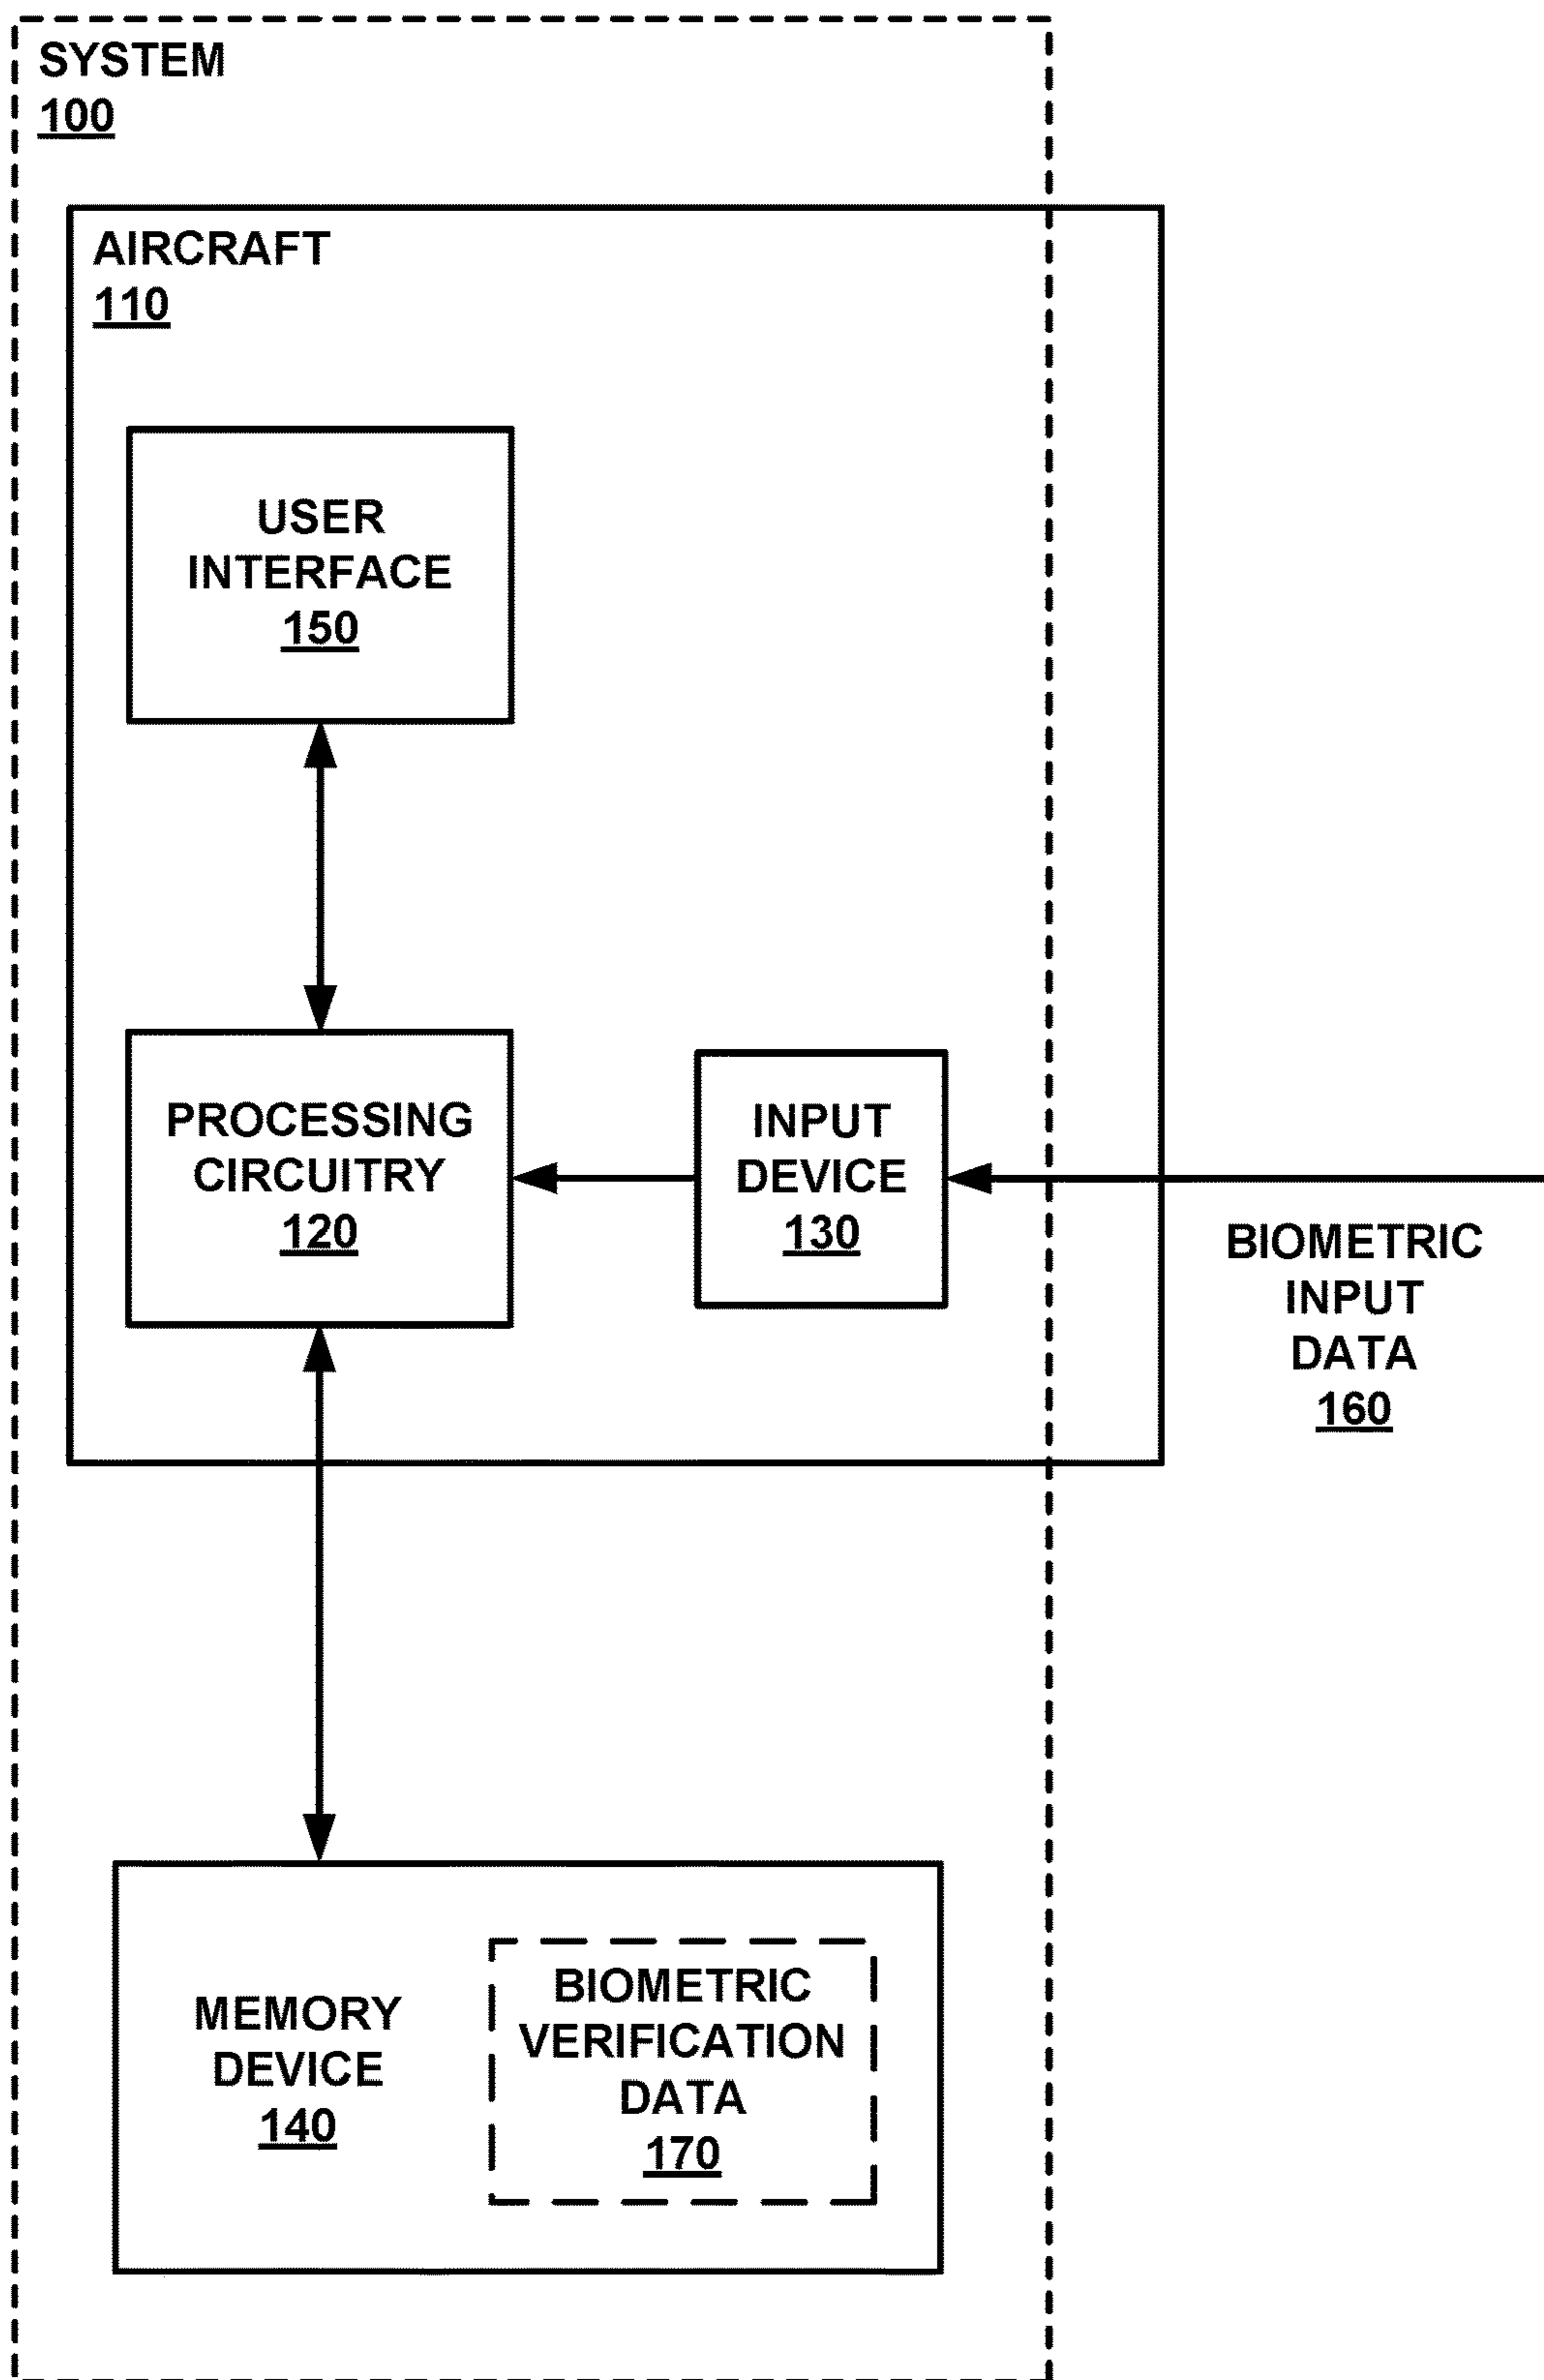 SYSTEM
100
AIRCRAFT
110
USER
INTERFACE
150
PROCESSING
CIRCUITRY
120
INPUT
DEVICE
130
BIOMETRIC
INPUT
DATA
160
MEMORY
DEVICE
140
BIOMETRIC
VERIFICATION
DATA
170